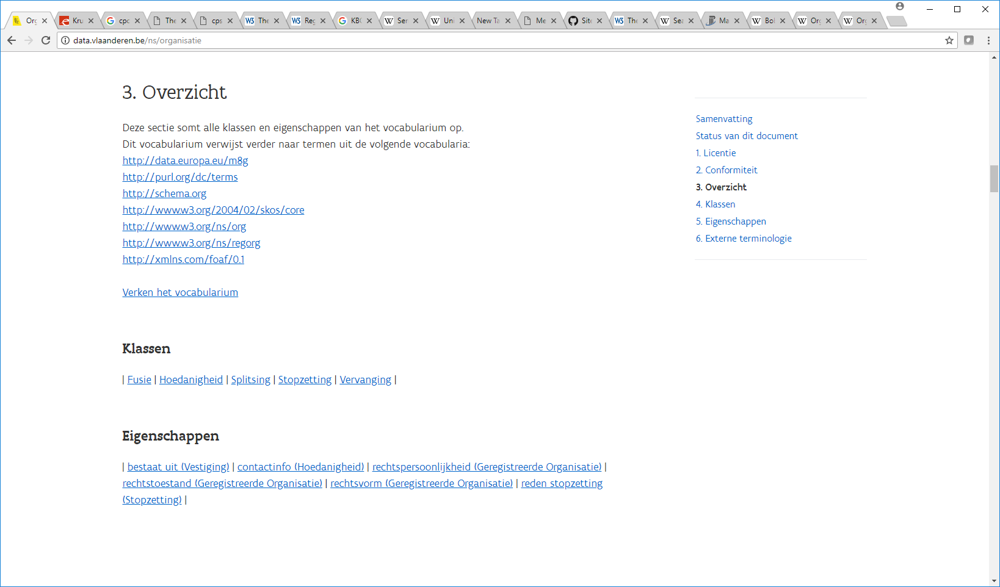 Org
Kru
cpc
The
cps
The
Reg
KBO
Ser
Uni
New Ta
Me
Site
The
Sea
Ma
Bol
Org
Org
data.vlaanderen.be/ns/organisatie
3. Overzicht
Deze sectie somt alle klassen en eigenschappen van het vocabularium op.
Dit vocabularium verwijst verder naar termen uit de volgende vocabularia:
http://data.europa.eu/m8g
http://purl.org/dc/terms
http://schema.org
http://www.w3.org/2004/02/skos/core
http://www.w3.org/ns/org
http://www.w3.org/ns/regorg
http://xmlns.com/foaf/0.1
Verken het vocabularium
Klassen
| Fusie | Hoedanigheid | Splitsing | Stopzetting | Vervanging |
Eigenschappen
| bestaat uit (Vestiging) | contactinfo (Hoedanigheid) | rechtspersoonlijkheid (Geregistreerde Organisatie) |
rechtstoestand (Geregistreerde Organisatie) | rechtsvorm (Geregistreerde Organisatie) | reden stopzetting
(Stopzetting) |
Samenvatting
Status van dit document
1. Licentie
2. Conformiteit
3. Overzicht
4. Klassen
5. Eigenschappen
6. Externe terminologie